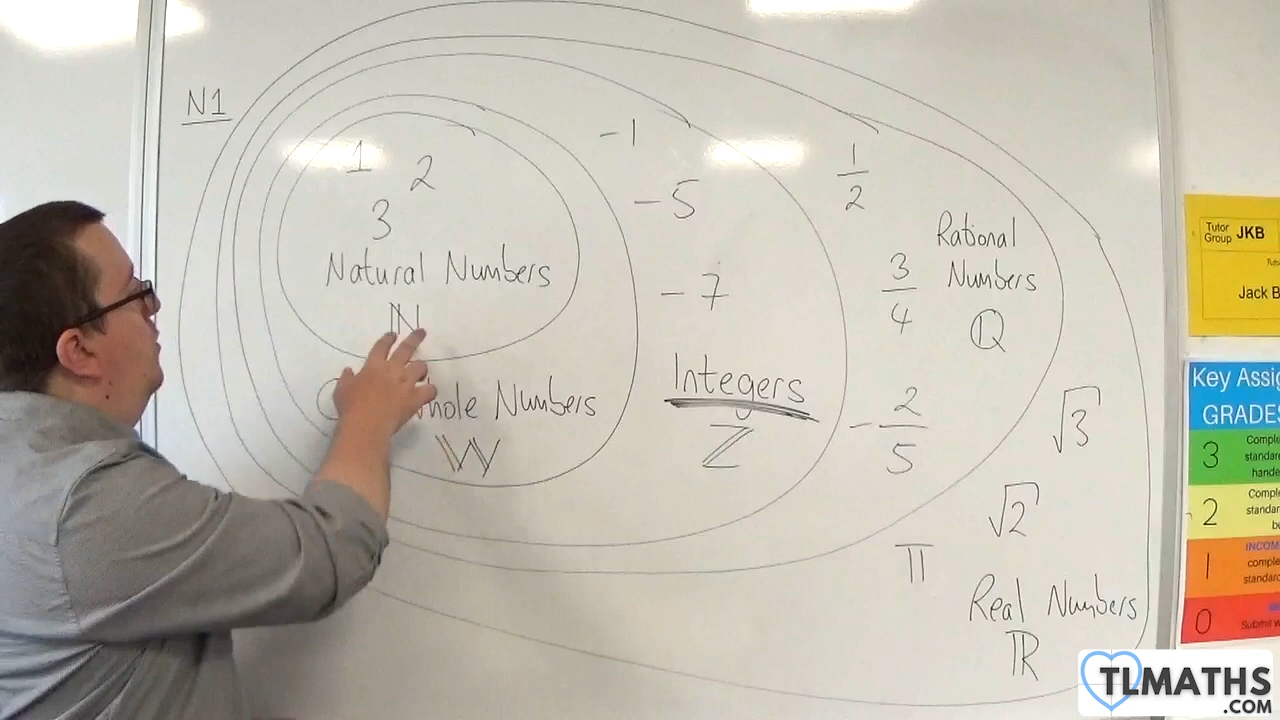 N1
1 2
3
Natural Numbers
ℕ
Whole Numbers
𝕎
-1
-5
-7
Integers
ℤ
1/2
3/4
-2/5
Rational
Numbers
ℚ
√3
√2
π
Real Numbers
ℝ
Tutor
Group JKB
Jack B
Key Assig
GRADES
3
2
1
0
TLMATHS
.COM